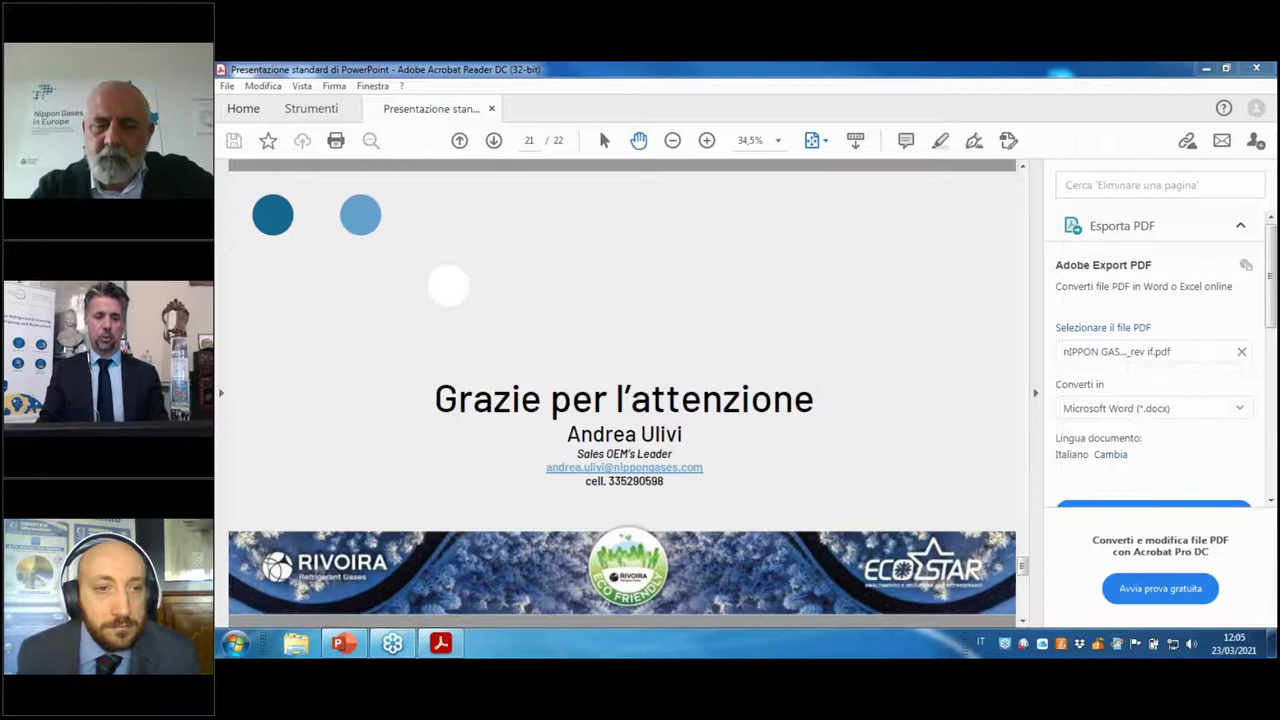 Nippon Gases
in Europe
Presentazione standard di PowerPoint - Adobe Acrobat Reader DC (32-bit)
File Modifica Vista Firma Finestra ?
Home Strumenti Presentazione stan...
21 / 22 34,5%
Cerca 'Eliminare una pagina'
Esporta PDF
Adobe Export PDF
Converti file PDF in Word o Excel online
Selezionare il file PDF
nIPPON GAS..._rev if.pdf
Converti in
Microsoft Word (*.docx)
Lingua documento:
Italiano Cambia
Converti e modifica file PDF
con Acrobat Pro DC
Avvia prova gratuita
Grazie per l’attenzione
Andrea Ulivi
Sales OEM’s Leader
andrea.ulivi@nippongases.com
cell. 335290598
RIVOIRA
Refrigerant Gases
RIVOIRA
ECO FRIENDLY
ECO STAR
IT
12:05
23/03/2021